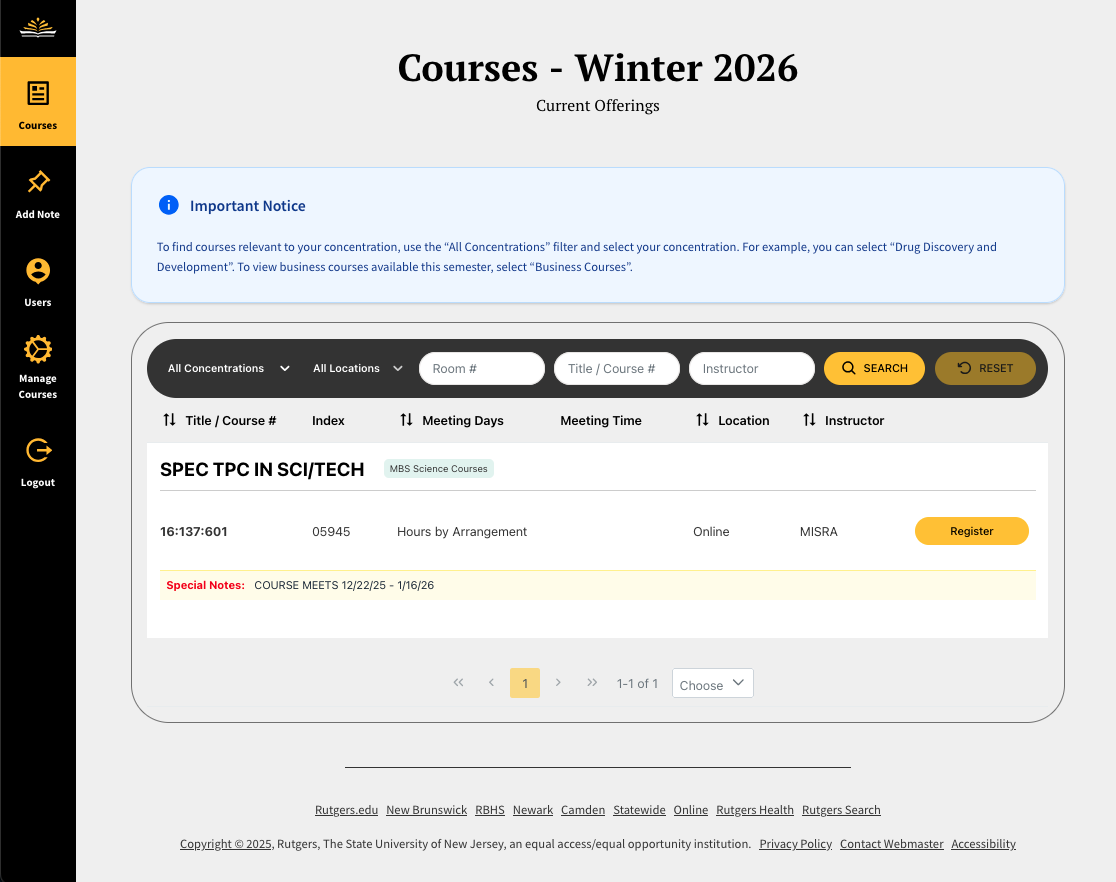 Courses - Winter 2026
Current Offerings
Courses
Add Note
Users
Manage
Courses
Logout
Important Notice
To find courses relevant to your concentration, use the “All Concentrations” filter and select your concentration. For example, you can select “Drug Discovery and
Development”. To view business courses available this semester, select “Business Courses”.
All Concentrations All Locations Room # Title / Course # Instructor SEARCH RESET
Title / Course # Index Meeting Days Meeting Time Location Instructor
SPEC TPC IN SCI/TECH MBS Science Courses
16:137:601 05945 Hours by Arrangement Online MISRA Register
Special Notes: COURSE MEETS 12/22/25 - 1/16/26
1 1-1 of 1 Choose
Rutgers.edu New Brunswick RBHS Newark Camden Statewide Online Rutgers Health Rutgers Search
Copyright © 2025, Rutgers, The State University of New Jersey, an equal access/equal opportunity institution. Privacy Policy Contact Webmaster Accessibility